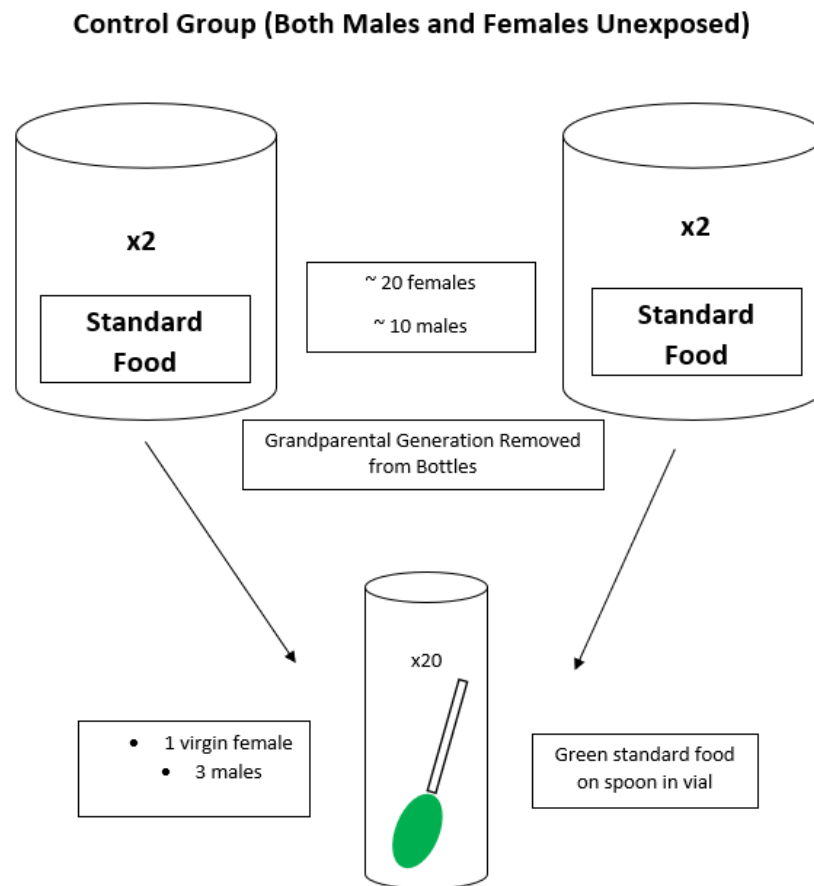 Control Group (Both Males and Females Unexposed)
x2
Standard
Food
~ 20 females
~ 10 males
x2
Standard
Food
Grandparental Generation Removed
from Bottles
x20
• 1 virgin female
• 3 males
Green standard food
on spoon in vial